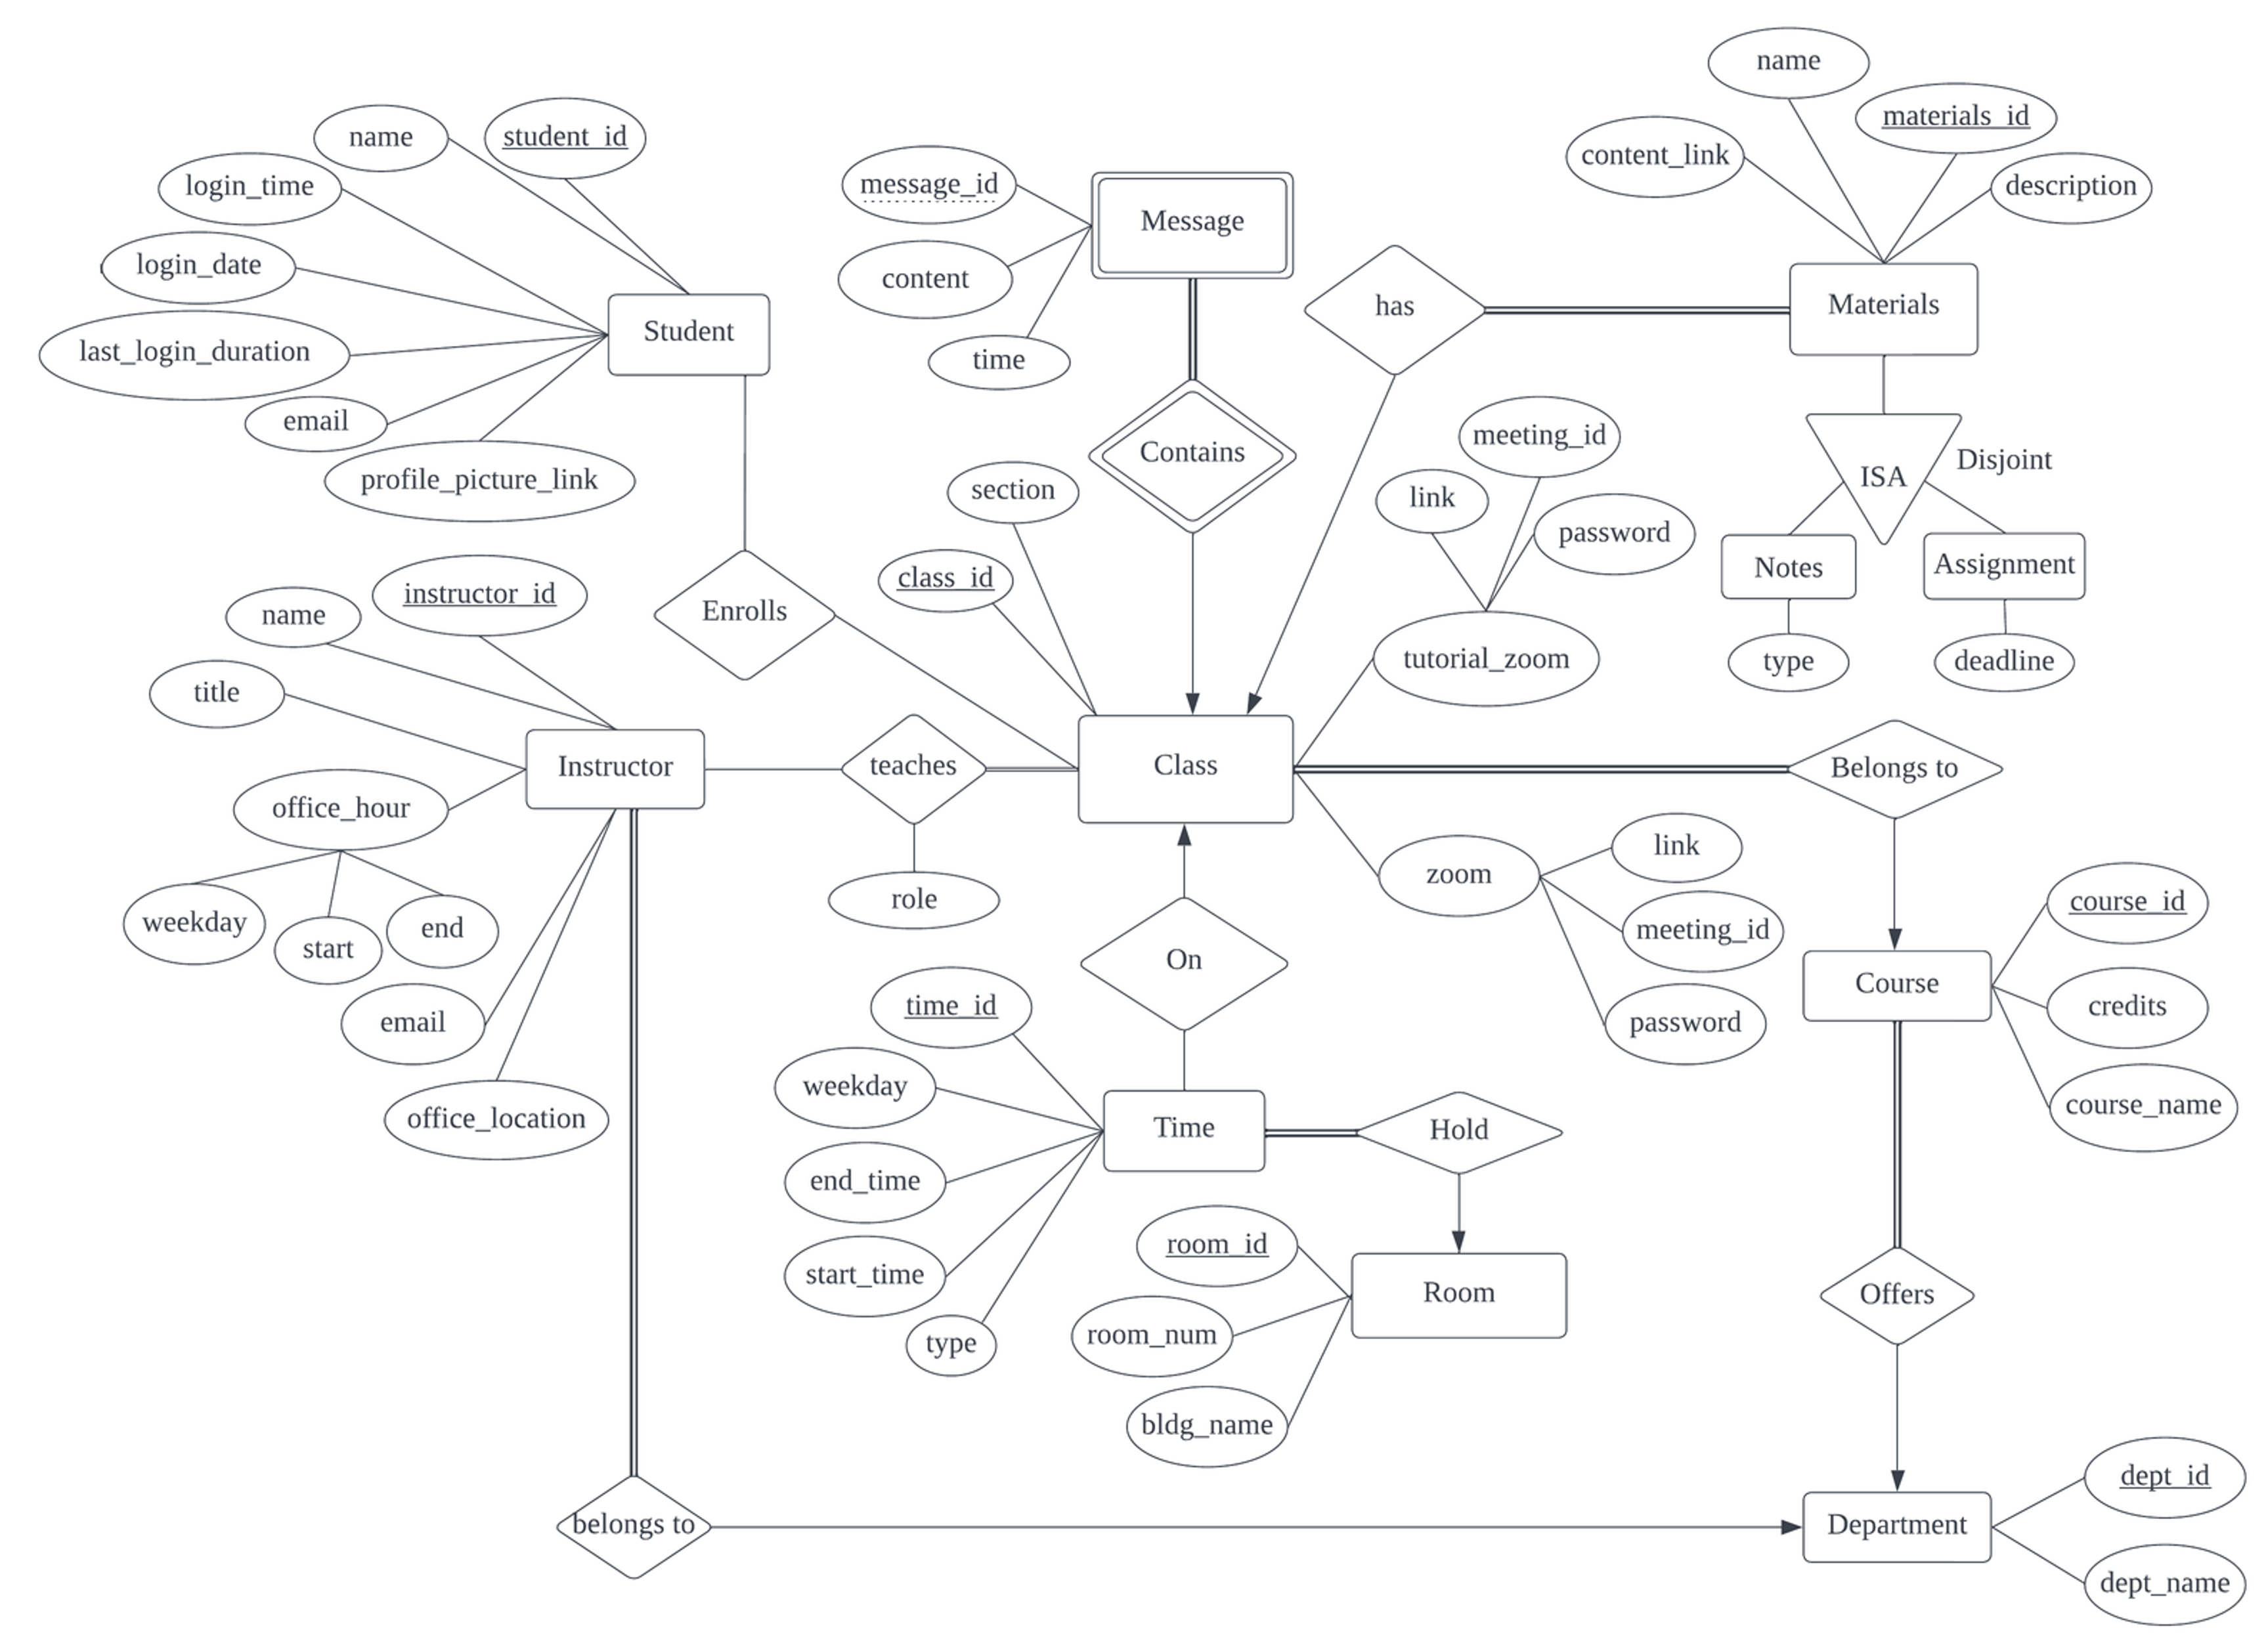 name
student_id
login_time
login_date
last_login_duration
email
profile_picture_link
Student
message_id
content
time
Message
Contains
has
name
content_link
materials_id
description
Materials
ISA
Disjoint
Notes
Assignment
type
deadline
section
class_id
link
meeting_id
password
tutorial_zoom
Enrolls
name
instructor_id
title
Instructor
office_hour
weekday
start
end
email
office_location
teaches
role
Class
Belongs to
zoom
link
meeting_id
password
On
time_id
weekday
end_time
start_time
type
Time
Hold
room_id
room_num
bldg_name
Room
Course
course_id
credits
course_name
Offers
belongs to
Department
dept_id
dept_name